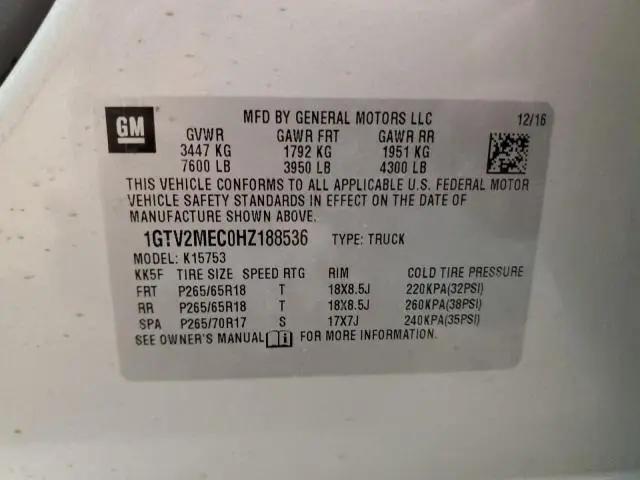 GM
MFD BY GENERAL MOTORS LLC 12/16
GVWR GAWR FRT GAWR RR
3447 KG 1792 KG 1951 KG
7600 LB 3950 LB 4300 LB
THIS VEHICLE CONFORMS TO ALL APPLICABLE U.S. FEDERAL MOTOR
VEHICLE SAFETY STANDARDS IN EFFECT ON THE DATE OF
MANUFACTURE SHOWN ABOVE.
1GTV2MEC0HZ188536 TYPE: TRUCK
MODEL: K15753
KK5F TIRE SIZE SPEED RTG RIM COLD TIRE PRESSURE
FRT P265/65R18 T 18X8.5J 220KPA(32PSI)
RR P265/65R18 T 18X8.5J 260KPA(38PSI)
SPA P265/70R17 S 17X7J 240KPA(35PSI)
SEE OWNER'S MANUAL i FOR MORE INFORMATION.